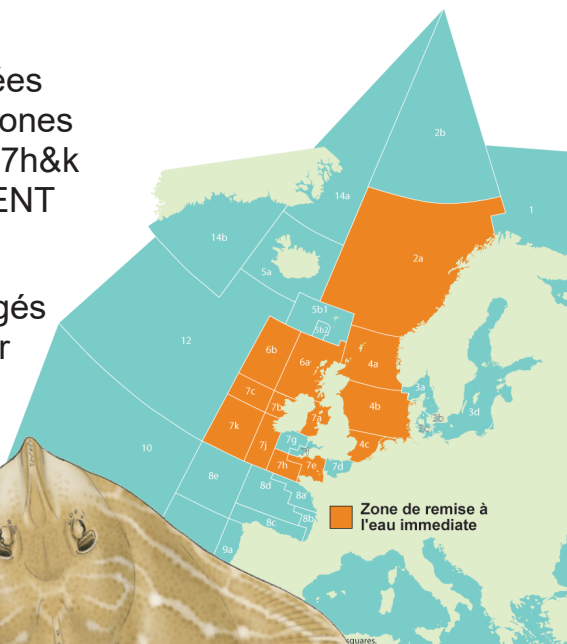 ées
ones
7h&k
ENT
gés
r
2b
1
14a
2a
14b
5a
5b1
5b2
12
6b
6a
4a
7c
7b
4b
3a
3b
3d
7a
7k
7j
7g
4c
10
7h
7e
7d
8e
8d
8a
8b
8c
9a
Zone de remise à
l'eau immediate
squares.